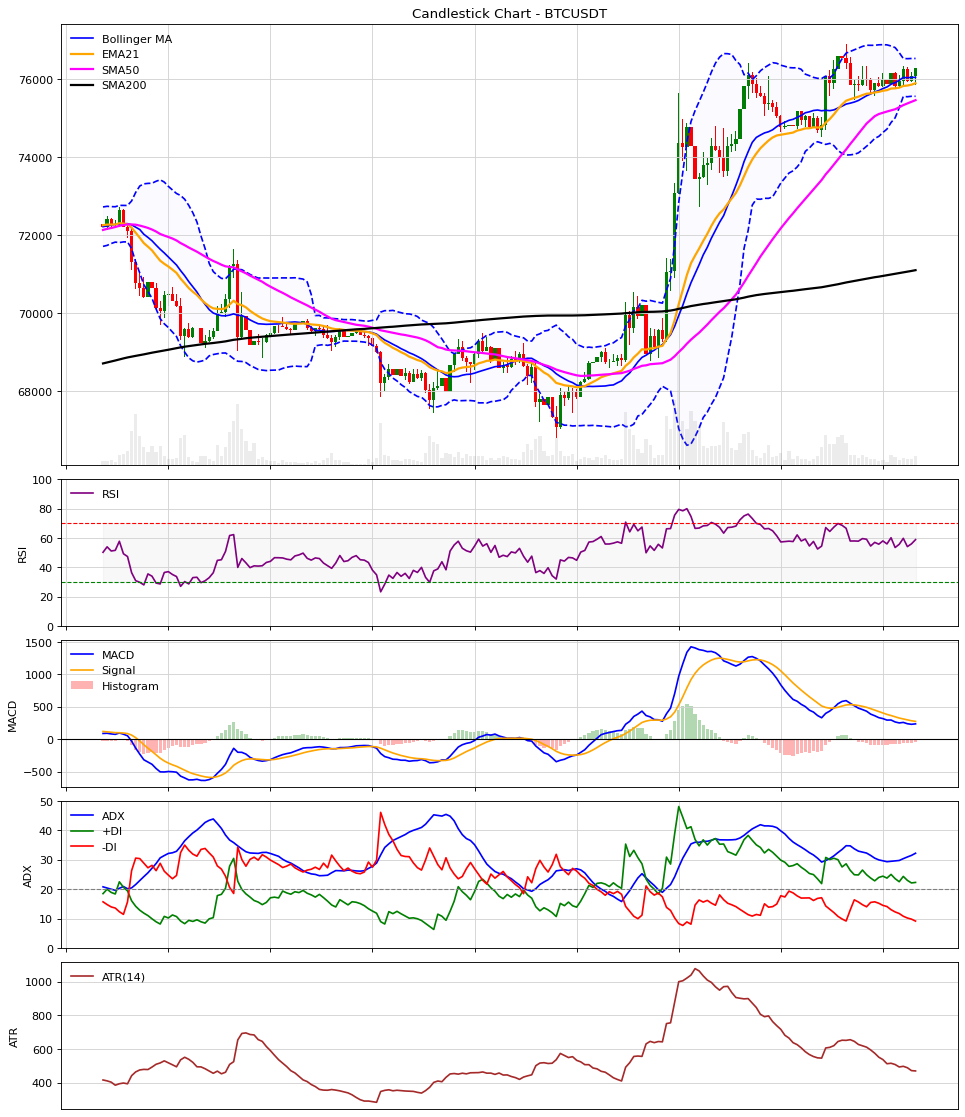 Candlestick Chart - BTCUSDT
Bollinger MA
EMA21
SMA50
SMA200
76000
74000
72000
70000
68000
RSI
100
80
60
40
20
0
RSI
MACD
Signal
Histogram
1500
1000
500
0
−500
MACD
ADX
+DI
-DI
50
40
30
20
10
0
ADX
ATR(14)
1000
800
600
400
ATR